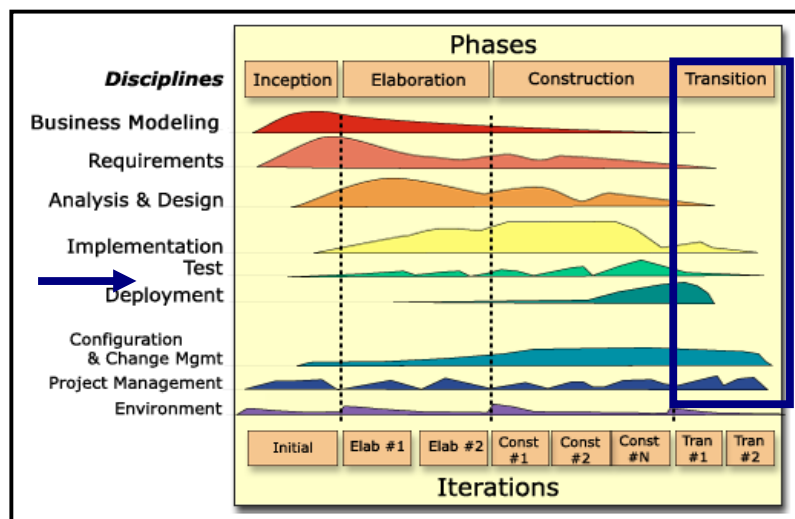 Phases
Disciplines Inception Elaboration Construction Transition
Business Modeling
Requirements
Analysis & Design
Implementation
Test
Deployment
Configuration
& Change Mgmt
Project Management
Environment
Initial Elab #1 Elab #2 Const #1 Const #2 Const #N Tran #1 Tran #2
Iterations